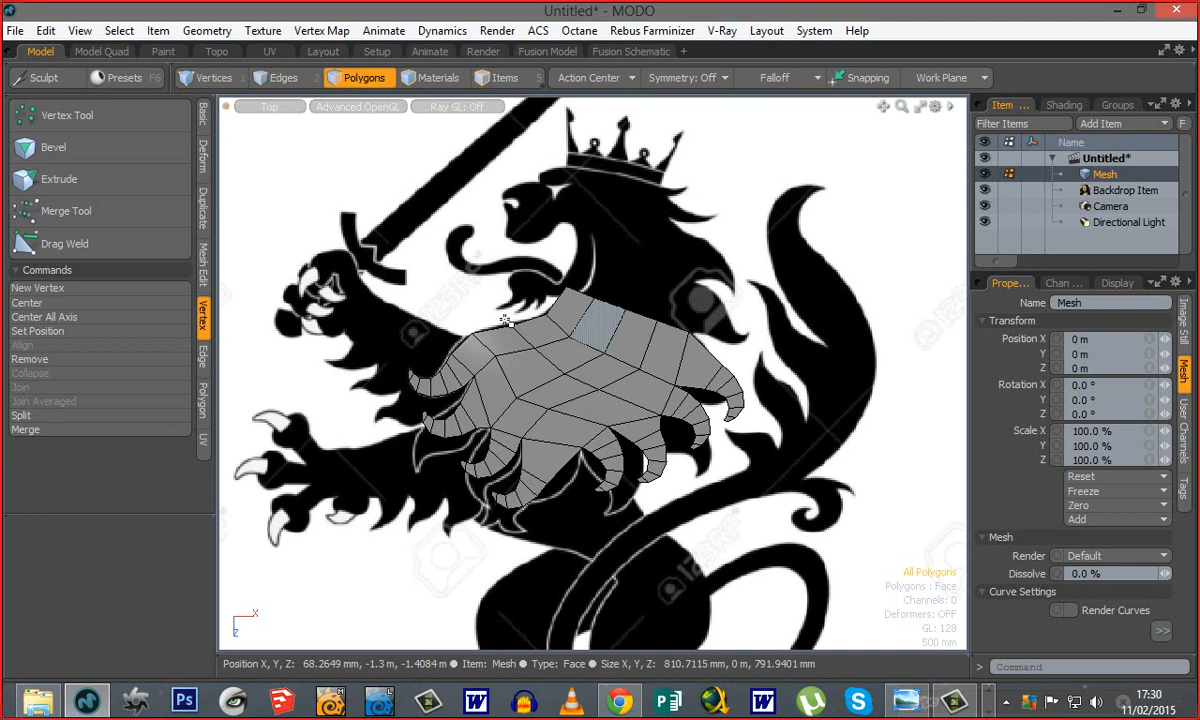 Untitled* - MODO
File Edit View Select Item Geometry Texture Vertex Map Animate Dynamics Render ACS Octane Rebus Farminizer V-Ray Layout System Help
Model Model Quad Paint Topo UV Layout Setup Animate Render Fusion Model Fusion Schematic +
Sculpt Presets F6 Vertices 1 Edges 2 Polygons Materials Items 5 Action Center Symmetry: Off Falloff Snapping Work Plane
Vertex Tool
Bevel
Extrude
Merge Tool
Drag Weld
Commands
New Vertex
Center
Center All Axis
Set Position
Align
Remove
Collapse
Join
Join Averaged
Split
Merge
Basic
Deform
Duplicate
Mesh Edit
Vertex
Edge
Polygon
UV
Top Advanced OpenGL Ray GL: Off
All Polygons
Polygons : Face
Channels: 0
Deformers: OFF
GL: 128
500 mm
X
Z
Position X, Y, Z: 68.2649 mm, -1.3 m, -1.4084 m Item: Mesh Type: Face Size X, Y, Z: 810.7115 mm, 0 m, 791.9401 mm
Item ... Shading Groups
Filter Items Add Item F
Name
Untitled*
Mesh
Backdrop Item
Camera
Directional Light
Prope... Chan ... Display
Name Mesh
Transform
Position X 0 m
Y 0 m
Z 0 m
Rotation X 0.0 °
Y 0.0 °
Z 0.0 °
Scale X 100.0 %
Y 100.0 %
Z 100.0 %
Reset
Freeze
Zero
Add
Mesh
Render Default
Dissolve 0.0 %
Curve Settings
Render Curves
>>
Image Still
Mesh
User Channels
Tags
> Command
17:30
11/02/2015